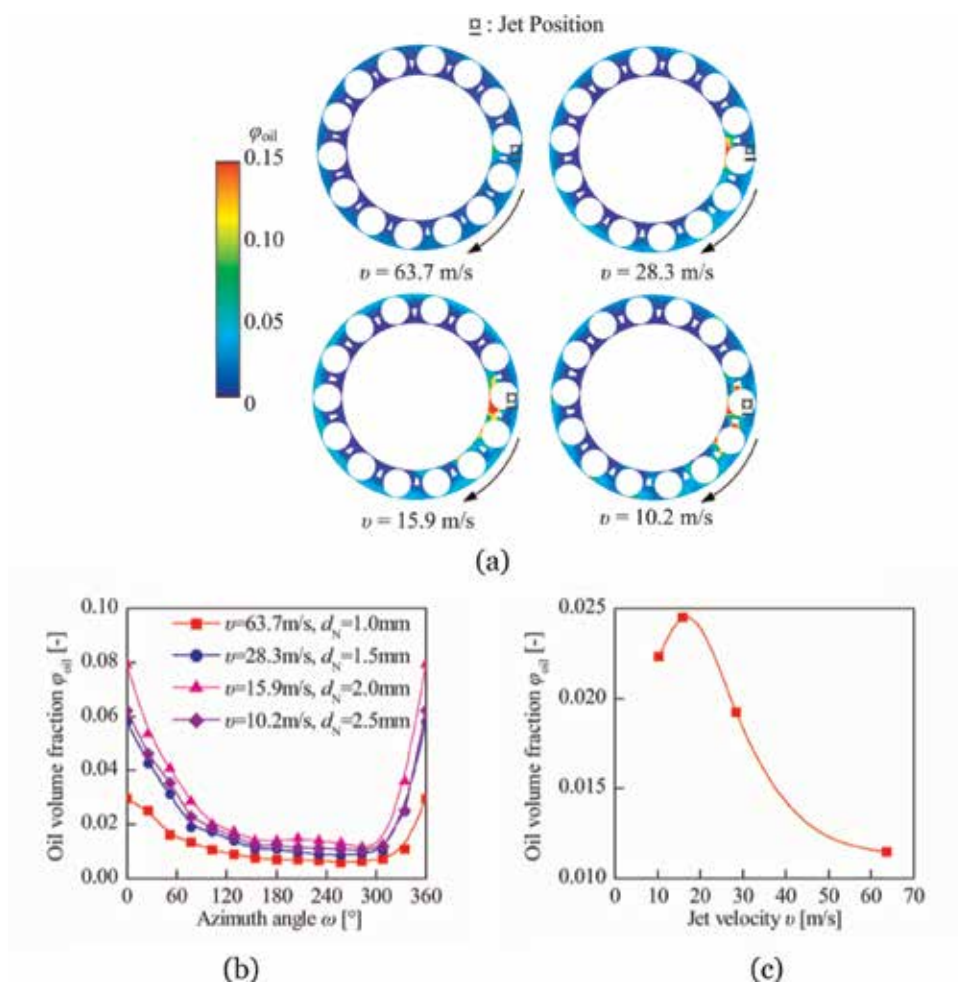 ¤ : Jet Position
φoil
0.15
0.10
0.05
0
υ = 63.7 m/s
υ = 28.3 m/s
υ = 15.9 m/s
υ = 10.2 m/s
(a)
Oil volume fraction φoil [-]
0.10
0.08
0.06
0.04
0.02
0.00
υ=63.7m/s, dN=1.0mm
υ=28.3m/s, dN=1.5mm
υ=15.9m/s, dN=2.0mm
υ=10.2m/s, dN=2.5mm
0 60 120 180 240 300 360
Azimuth angle ω [°]
(b)
Oil volume fraction φoil [-]
0.025
0.020
0.015
0.010
0 10 20 30 40 50 60 70
Jet velocity υ [m/s]
(c)